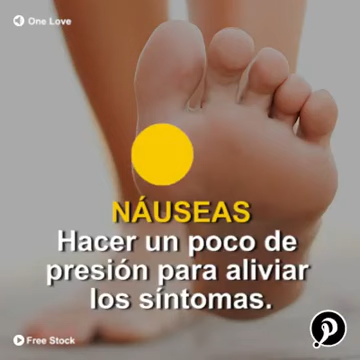 One Love
NÁUSEAS
Hacer un poco de
presión para aliviar
los síntomas.
Free Stock